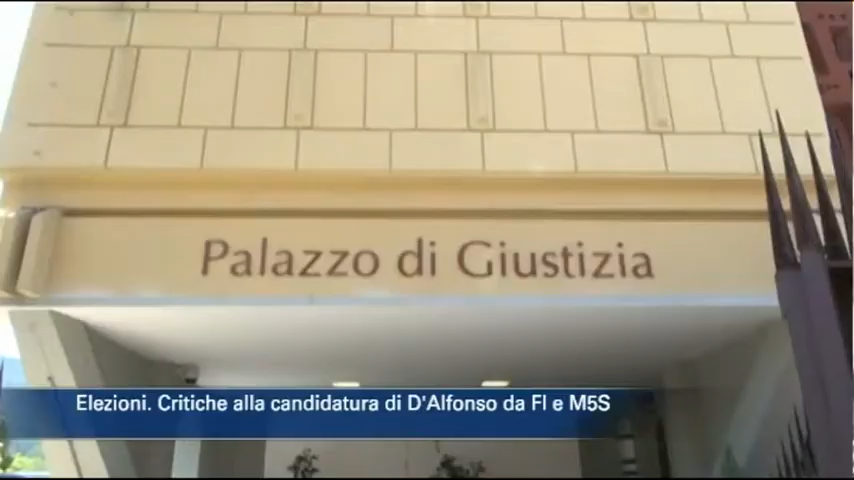 Palazzo di Giustizia
Elezioni. Critiche alla candidatura di D'Alfonso da FI e M5S